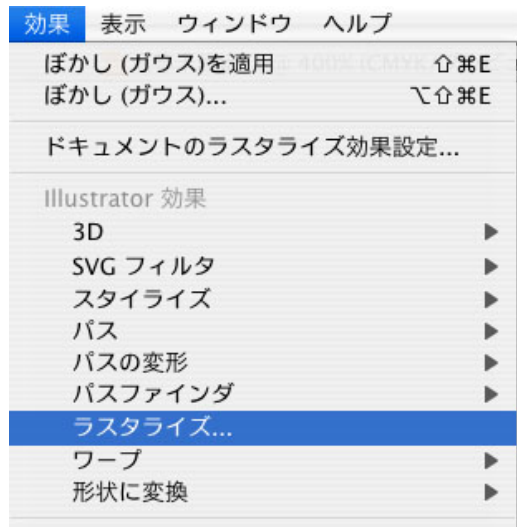 効果 表示 ウィンドウ ヘルプ
ぼかし (ガウス)を適用 ⇧⌘E
ぼかし (ガウス)... ⌥⇧⌘E
ドキュメントのラスタライズ効果設定...
Illustrator 効果
3D
SVG フィルタ
スタイライズ
パス
パスの変形
パスファインダ
ラスタライズ...
ワープ
形状に変換